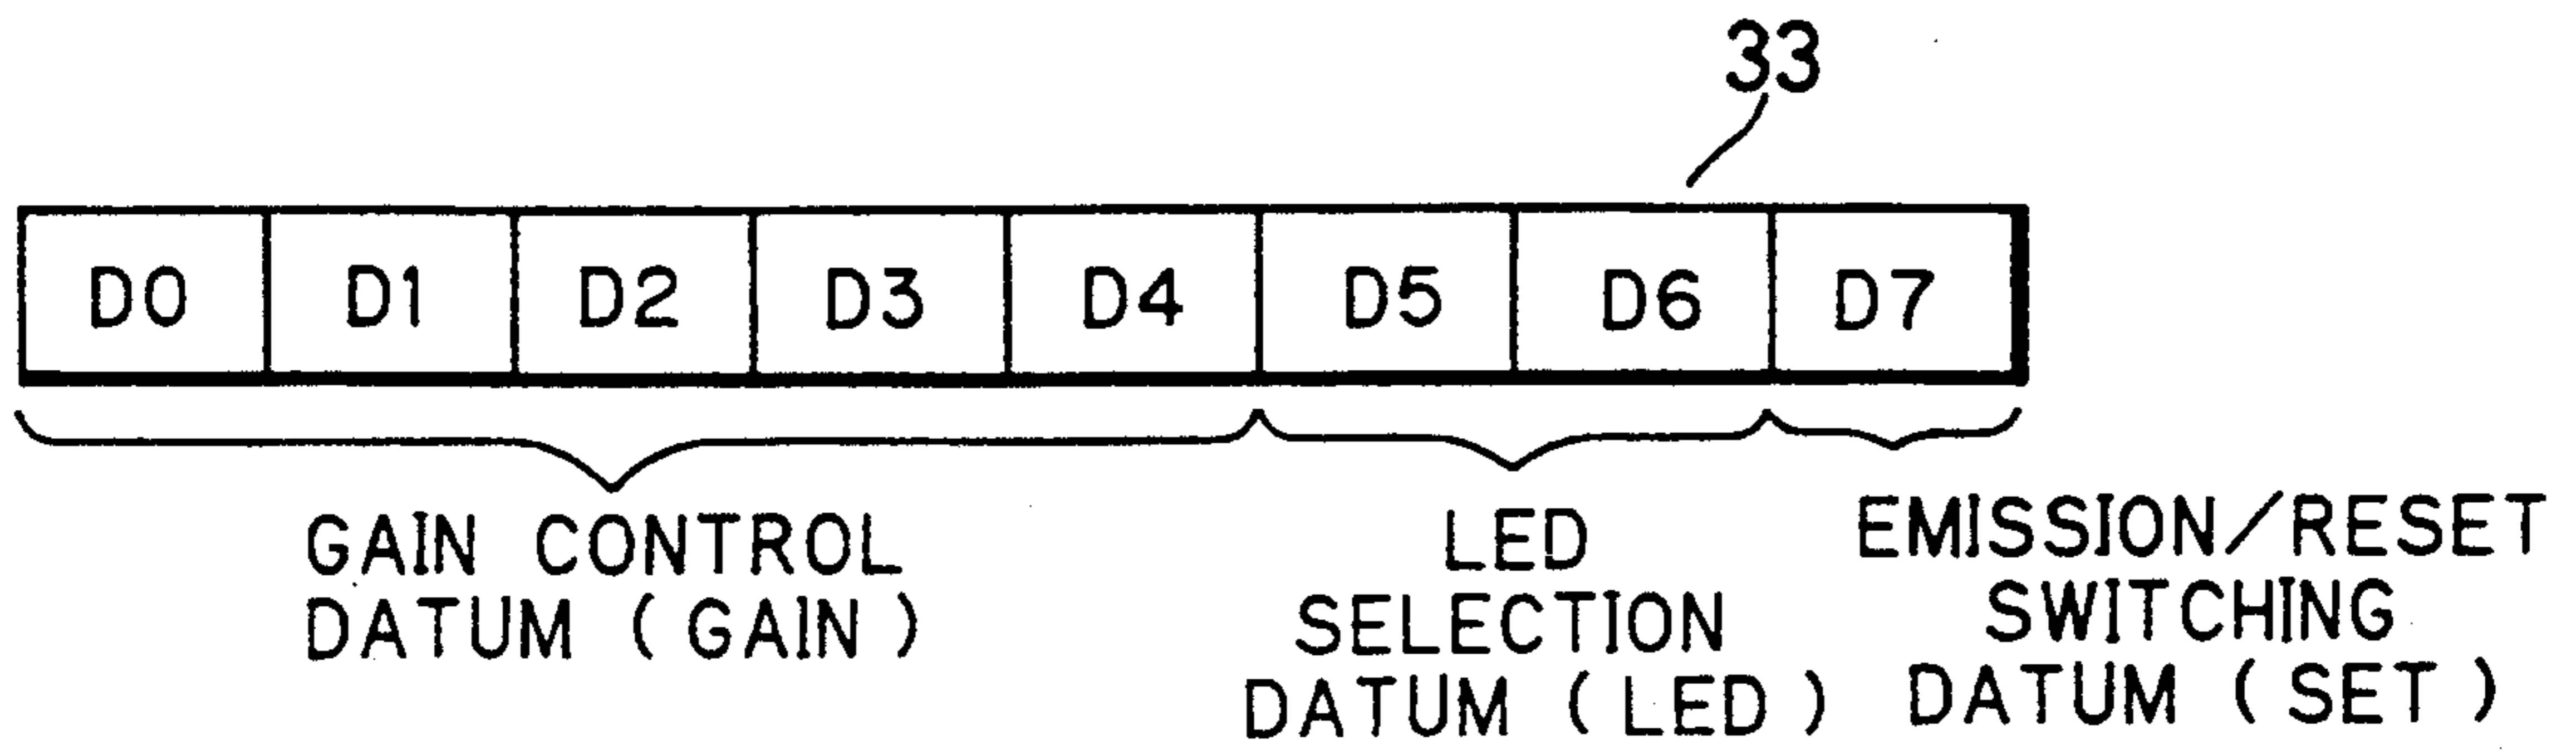 33
D0 D1 D2 D3 D4 D5 D6 D7
GAIN CONTROL
DATUM ( GAIN )
LED
SELECTION
DATUM ( LED )
EMISSION/RESET
SWITCHING
DATUM ( SET )